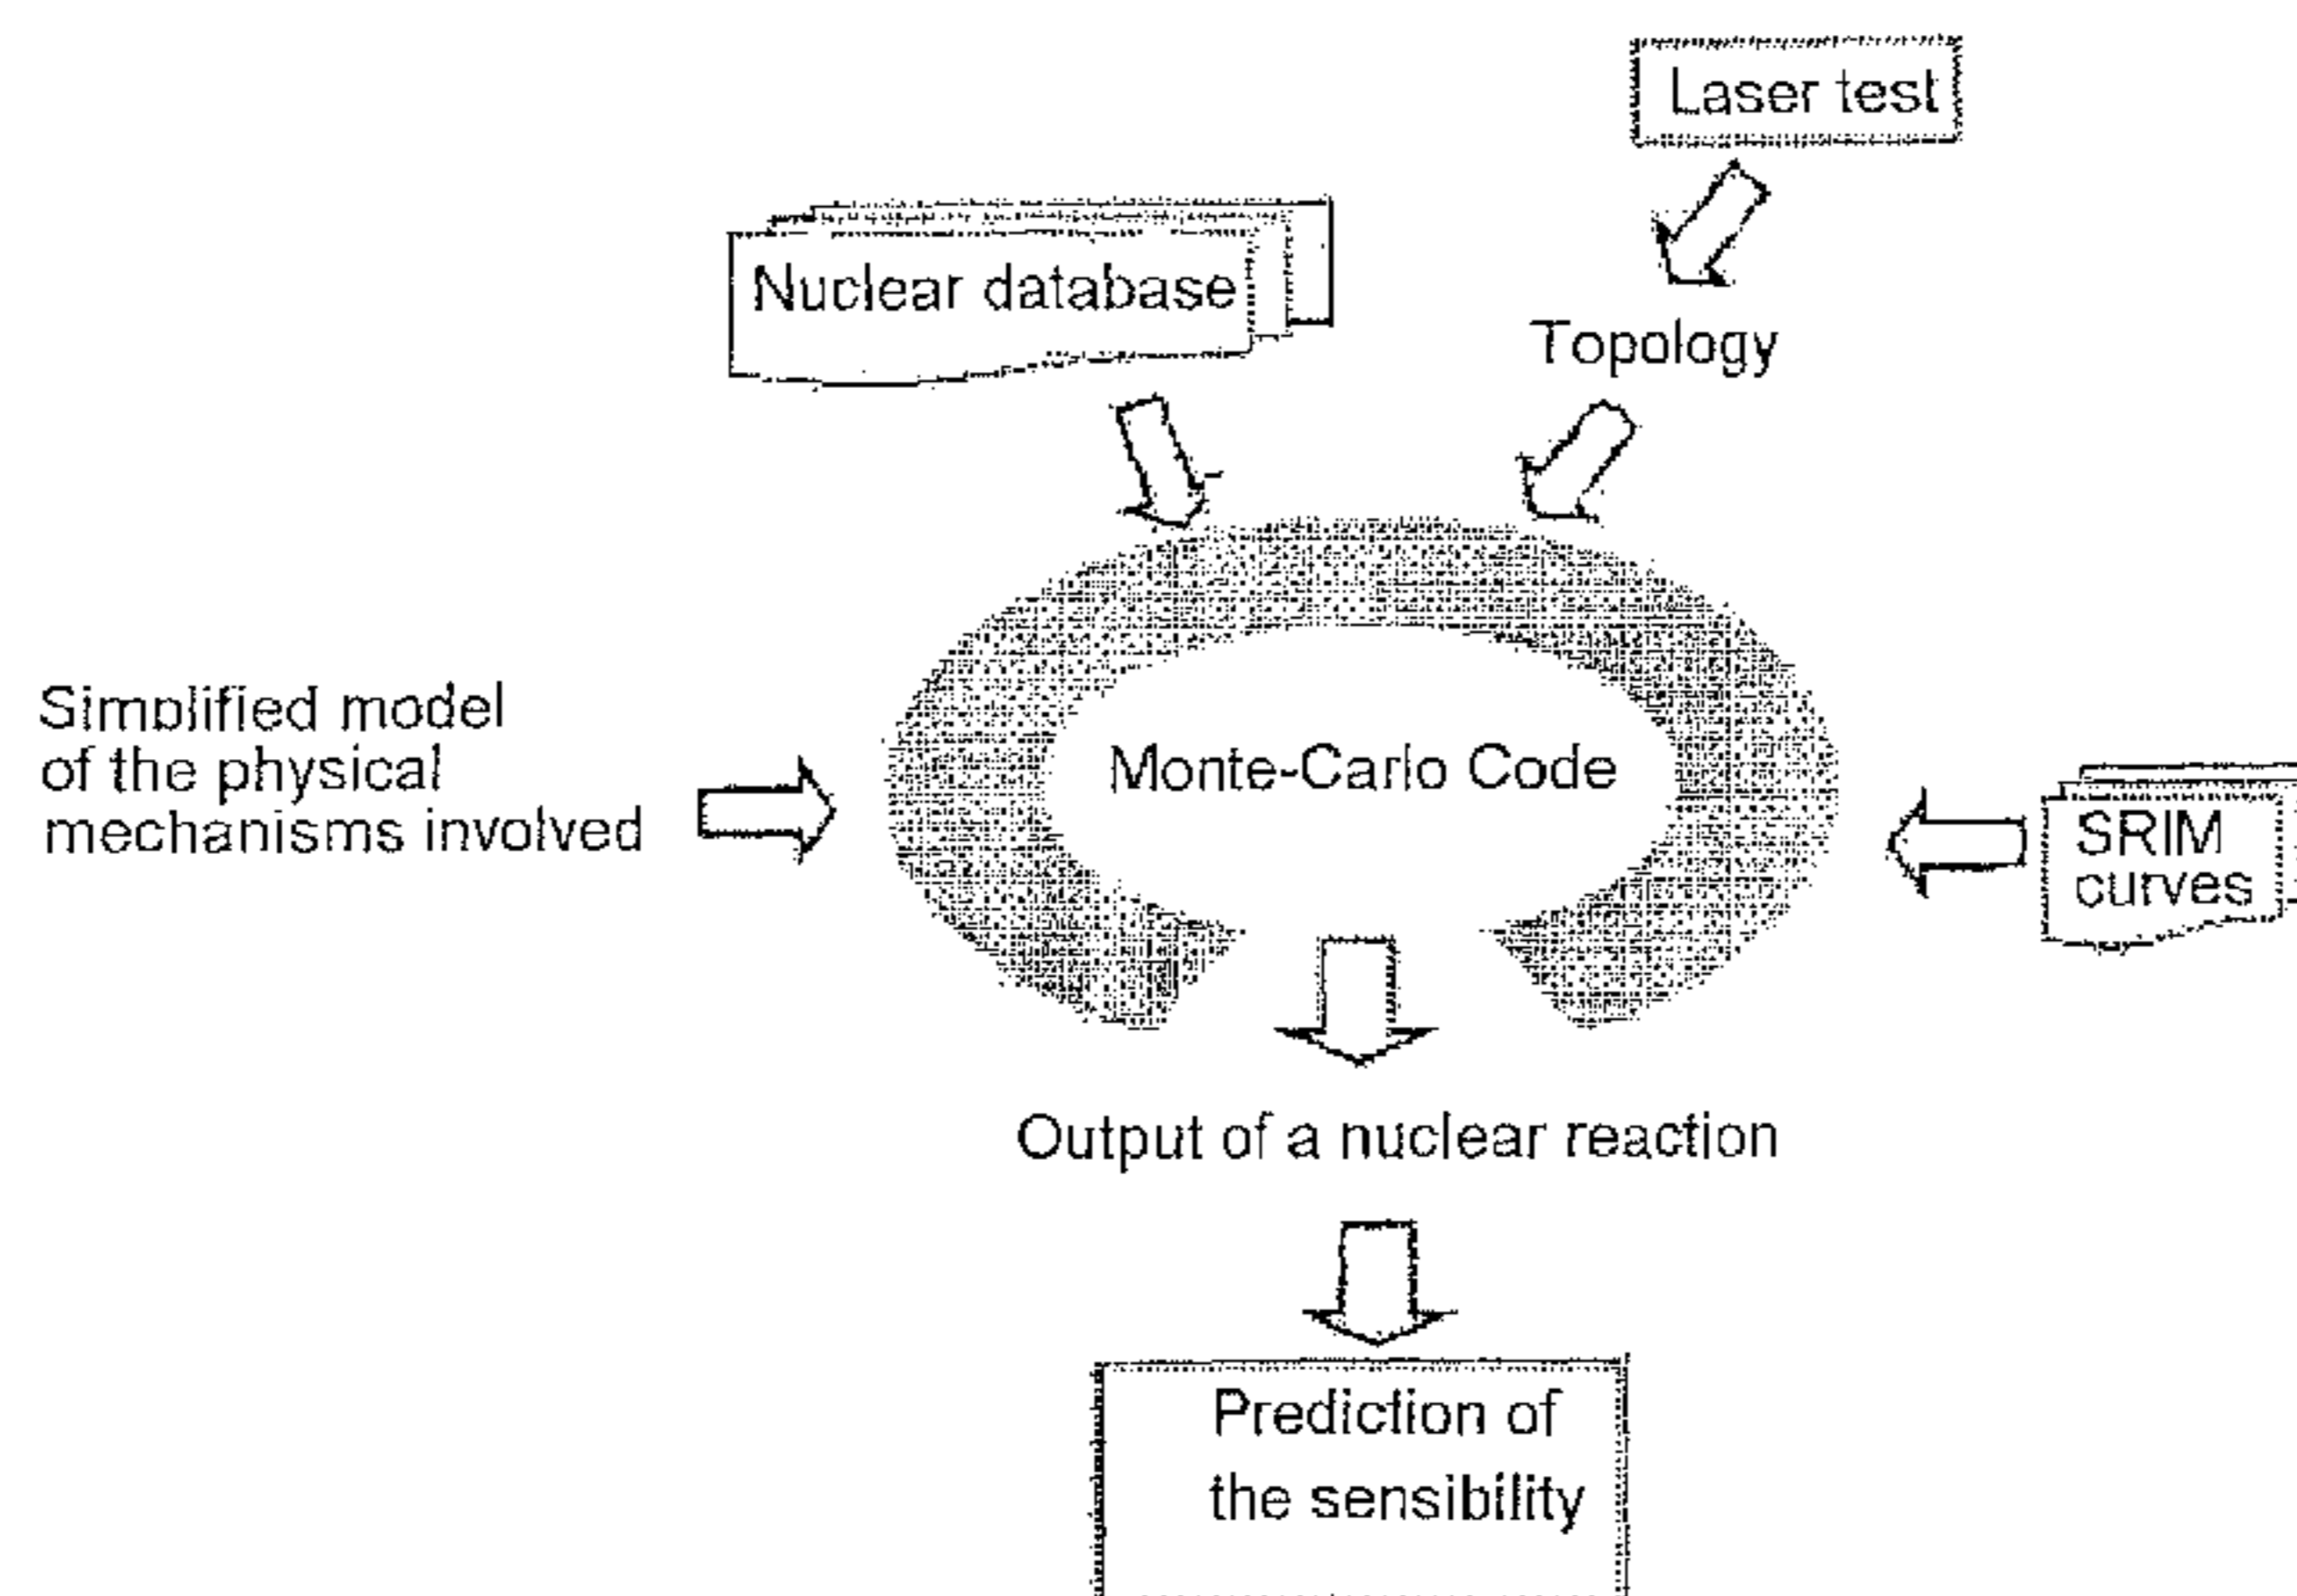 Laser test
Nuclear database
Topology
Simplified model
of the physical
mechanisms involved
Monte-Carlo Code
SRIM
curves
Output of a nuclear reaction
Prediction of
the sensibility